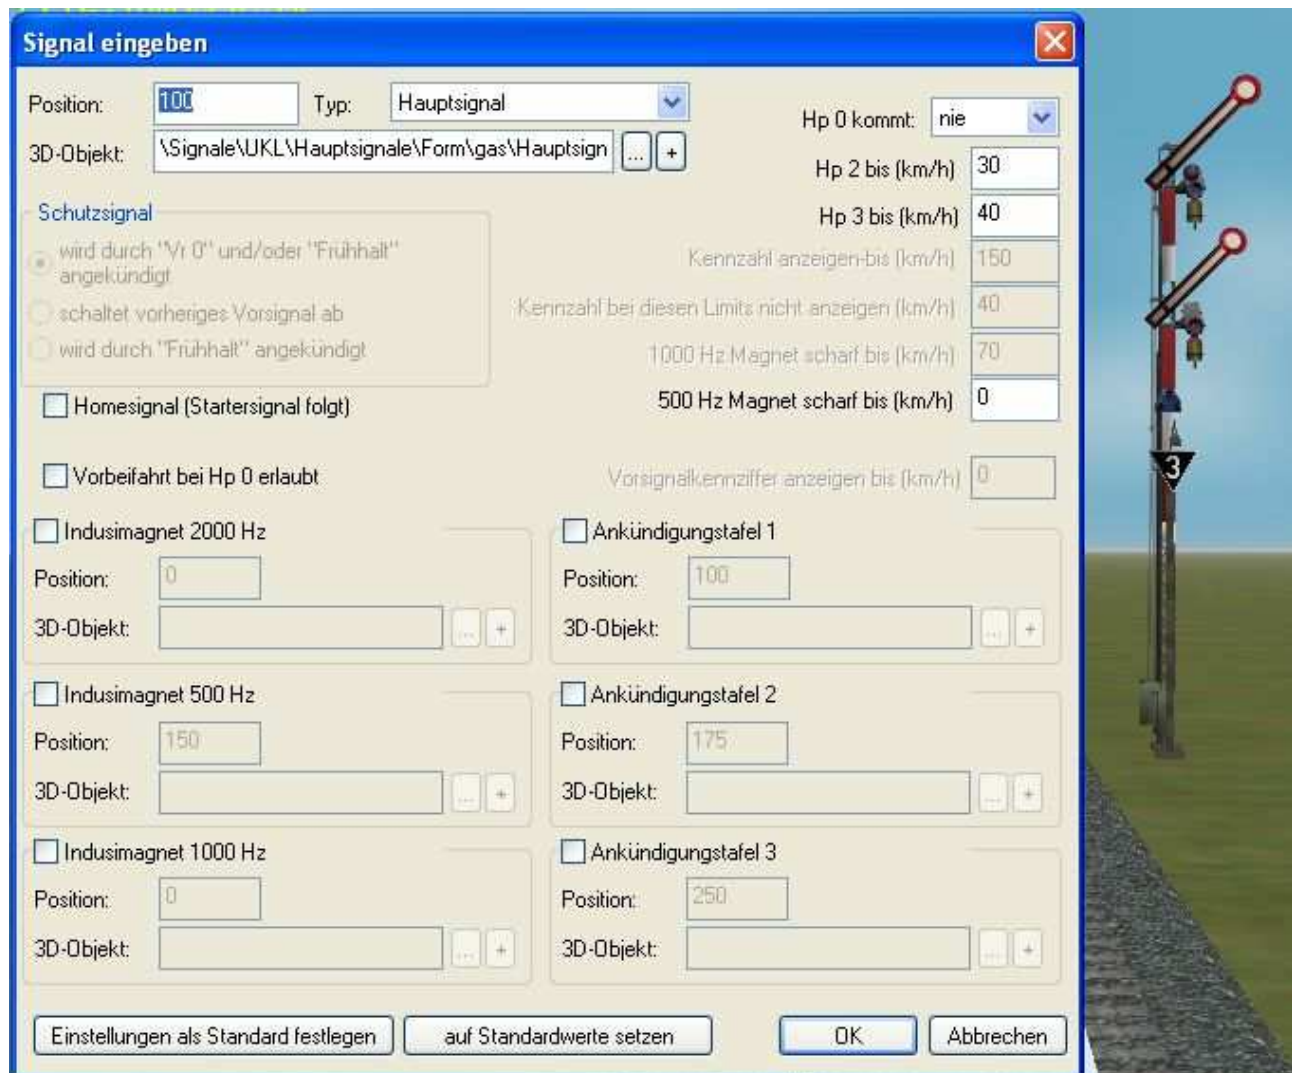 Signal eingeben
Position: 100 Typ: Hauptsignal
Hp 0 kommt: nie
3D-Objekt: \Signale\UKL\Hauptsignale\Form\gas\Hauptsign ... +
Hp 2 bis (km/h) 30
Schutzsignal
Hp 3 bis (km/h) 40
wird durch "Vr 0" und/oder "Frühhalt"
angekündigt
Kennzahl anzeigen-bis (km/h) 150
schaltet vorheriges Vorsignal ab
Kennzahl bei diesen Limits nicht anzeigen (km/h) 40
wird durch "Frühhalt" angekündigt
1000 Hz Magnet scharf bis (km/h) 70
Homesignal (Startersignal folgt)
500 Hz Magnet scharf bis (km/h) 0
3
Vorbeifahrt bei Hp 0 erlaubt
Vorsignalkennziffer anzeigen bis (km/h) 0
Indusimagnet 2000 Hz
Position: 0
3D-Objekt: ... +
Ankündigungstafel 1
Position: 100
3D-Objekt: ... +
Indusimagnet 500 Hz
Position: 150
3D-Objekt: ... +
Ankündigungstafel 2
Position: 175
3D-Objekt: ... +
Indusimagnet 1000 Hz
Position: 0
3D-Objekt: ... +
Ankündigungstafel 3
Position: 250
3D-Objekt: ... +
Einstellungen als Standard festlegen auf Standardwerte setzen OK Abbrechen